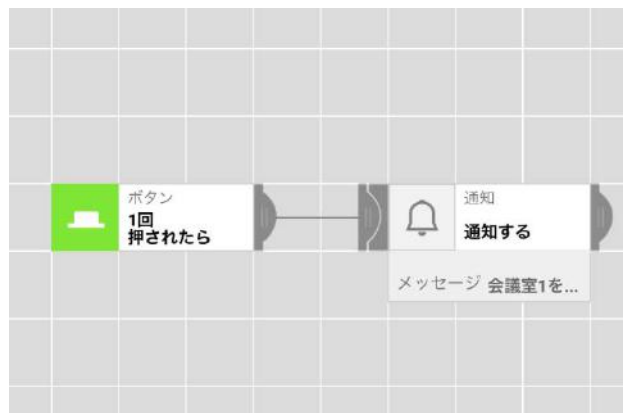 ボタン
1回
押されたら
通知
通知する
メッセージ 会議室1を...